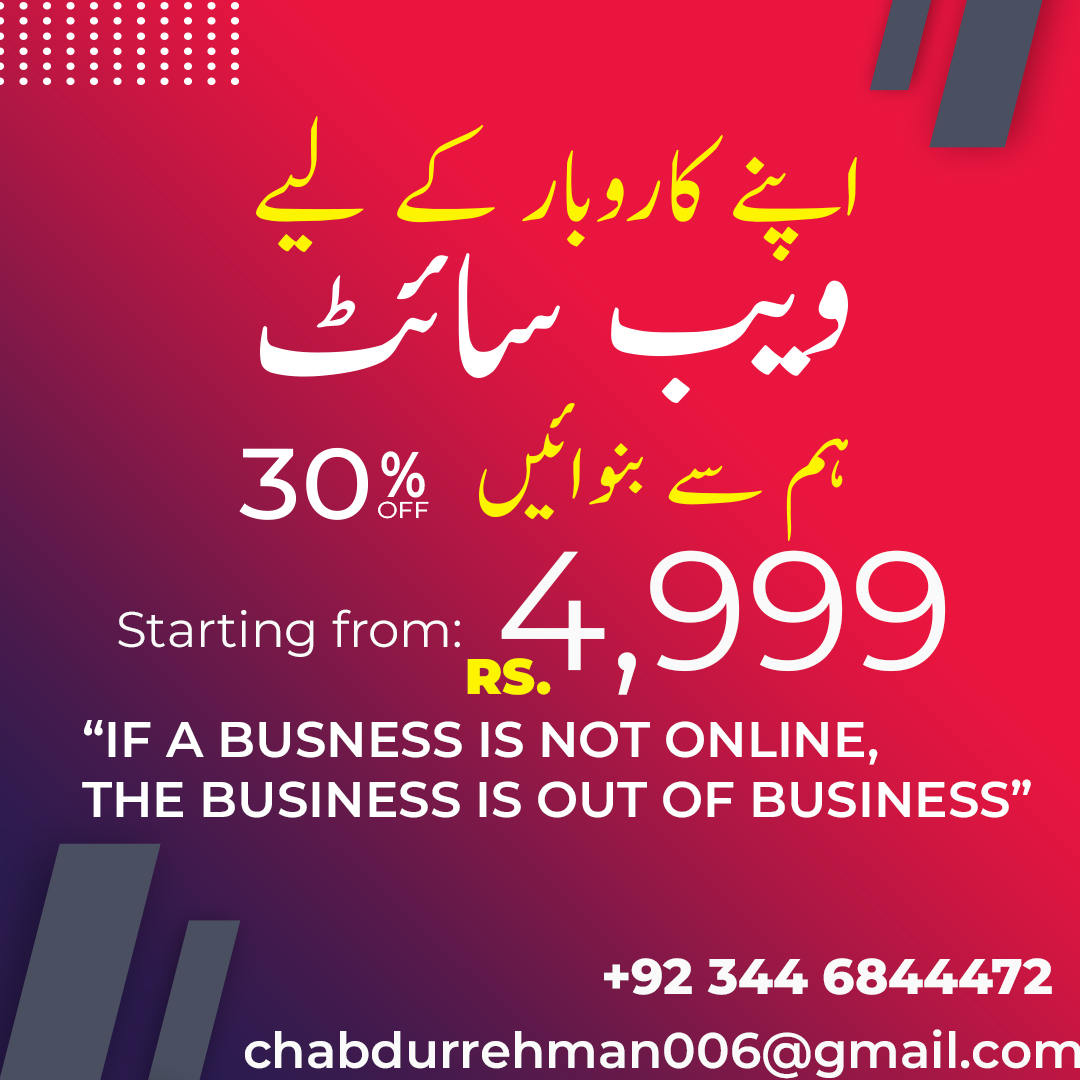 اپنے کاروبار کے لیے
ویب سائٹ
ہم سے بنوائیں
30% OFF
Starting from: RS. 4,999
“IF A BUSNESS IS NOT ONLINE,
THE BUSINESS IS OUT OF BUSINESS”
+92 344 6844472
chabdurrehman006@gmail.com